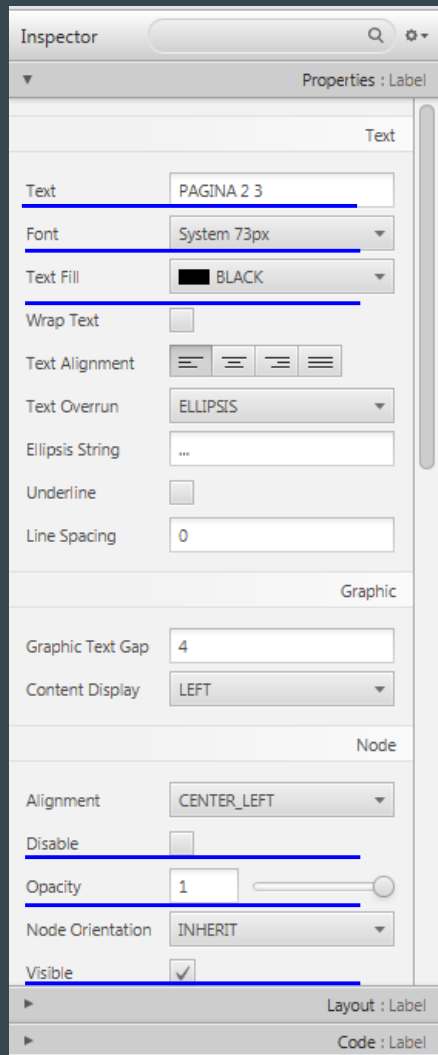 Inspector
Properties : Label
Text
Text PAGINA 2 3
Font System 73px
Text Fill BLACK
Wrap Text
Text Alignment
Text Overrun ELLIPSIS
Ellipsis String ...
Underline
Line Spacing 0
Graphic
Graphic Text Gap 4
Content Display LEFT
Node
Alignment CENTER_LEFT
Disable
Opacity 1
Node Orientation INHERIT
Visible
Layout : Label
Code : Label